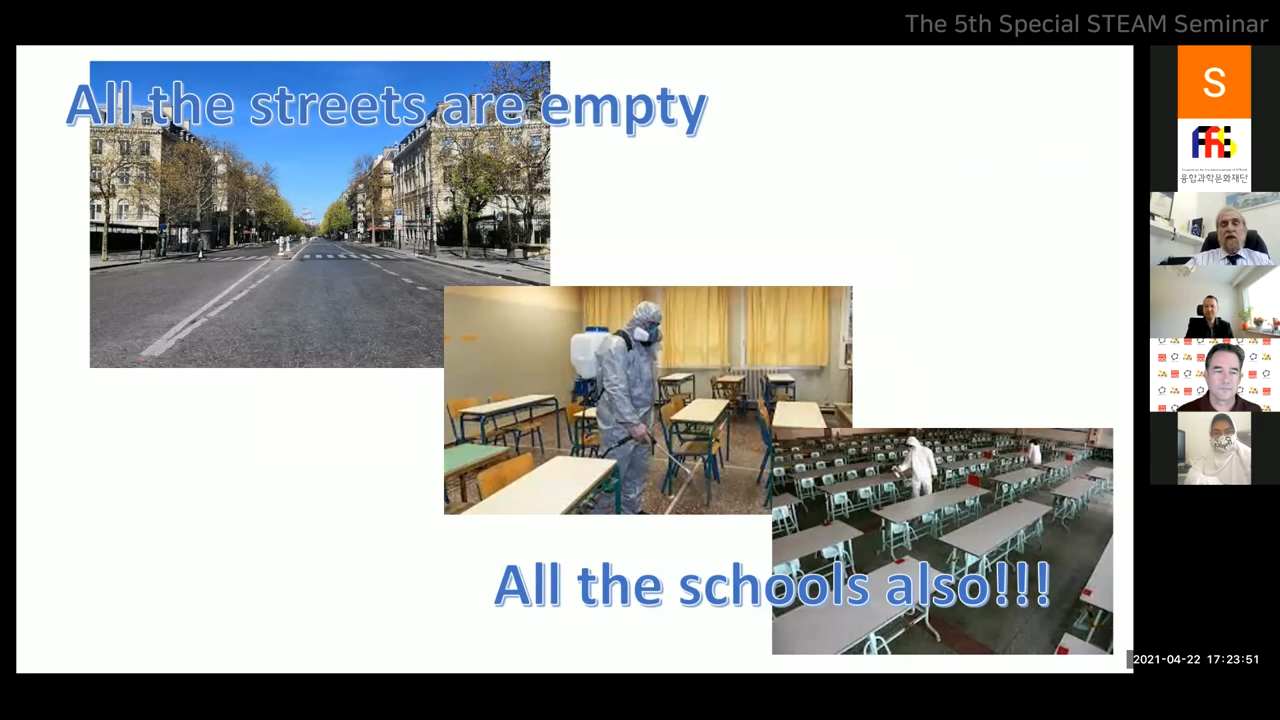 The 5th Special STEAM Seminar
All the streets are empty
S
융합과학문화재단
All the schools also!!!
2021-04-22 17:23:51